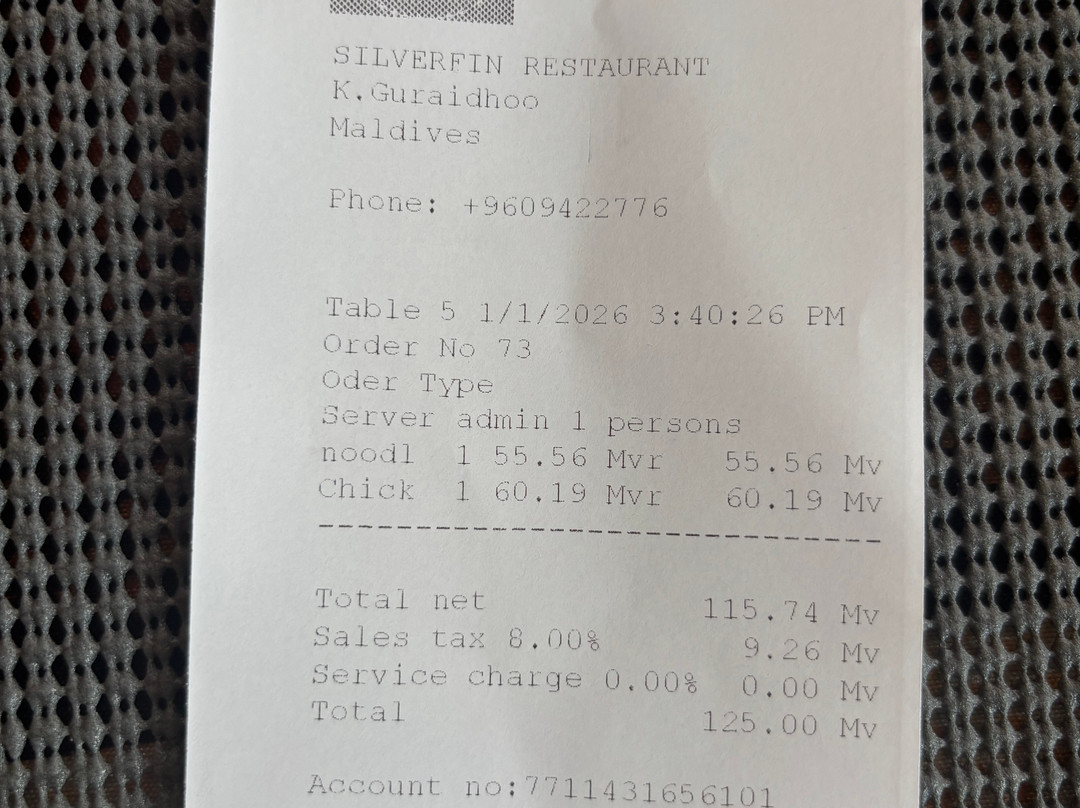 SILVERFIN RESTAURANT
K.Guraidhoo
Maldives
Phone: +9609422776
Table 5 1/1/2026 3:40:26 PM
Order No 73
Oder Type
Server admin 1 persons
noodl 1 55.56 Mvr 55.56 Mv
Chick 1 60.19 Mvr 60.19 Mv
--------------------------------
Total net 115.74 Mv
Sales tax 8.00% 9.26 Mv
Service charge 0.00% 0.00 Mv
Total 125.00 Mv
Account no:7711431656101